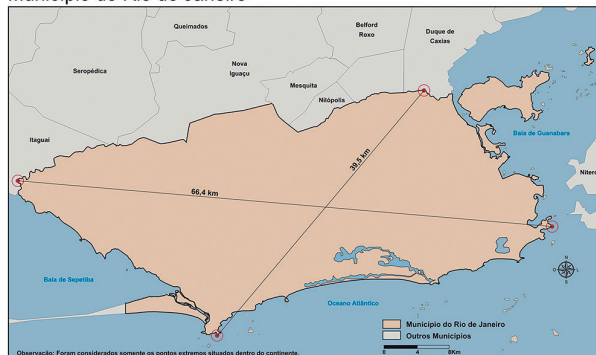 Município do Rio de Janeiro
Queimados
Belford
Roxo
Duque de
Caxias
Seropédica
Nova
Iguaçu
Mesquita
Nilópolis
Itaguaí
Baía de Guanabara
39,5 km
66,4 km
Niteró
Baía de Sepetiba
Oceano Atlântico
N
O
L
S
Município do Rio de Janeiro
Outros Municípios
0 4 8Km
Observação: Foram considerados somente os pontos extremos situados dentro do continente.